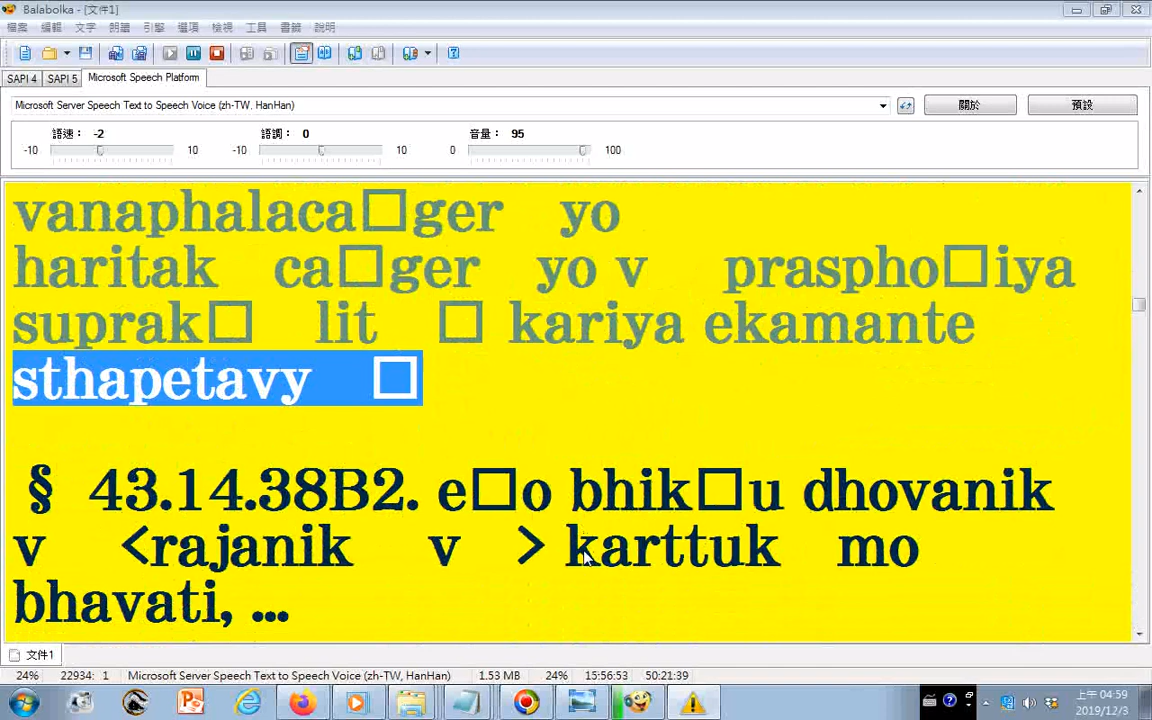 Balabolka - [文件1]
檔案 編輯 文字 朗讀 引擎 選項 檢視 工具 書籤 說明
SAPI 4 SAPI 5 Microsoft Speech Platform
Microsoft Server Speech Text to Speech Voice (zh-TW, HanHan) 關於 預設
語速： -2 語調： 0 音量： 95
-10 10 -10 10 0 100
vanaphalaca□ger yo
haritak ca□ger yo v praspho□iya
suprak□ lit □ kariya ekamante
sthapetavy □
§ 43.14.38B2. e□o bhik□u dhovanik
v <rajanik v > karttuk mo
bhavati, ...
文件1
24% 22934: 1 Microsoft Server Speech Text to Speech Voice (zh-TW, HanHan) 1.53 MB 24% 15:56:53 50:21:39
上午 04:59
2019/12/3